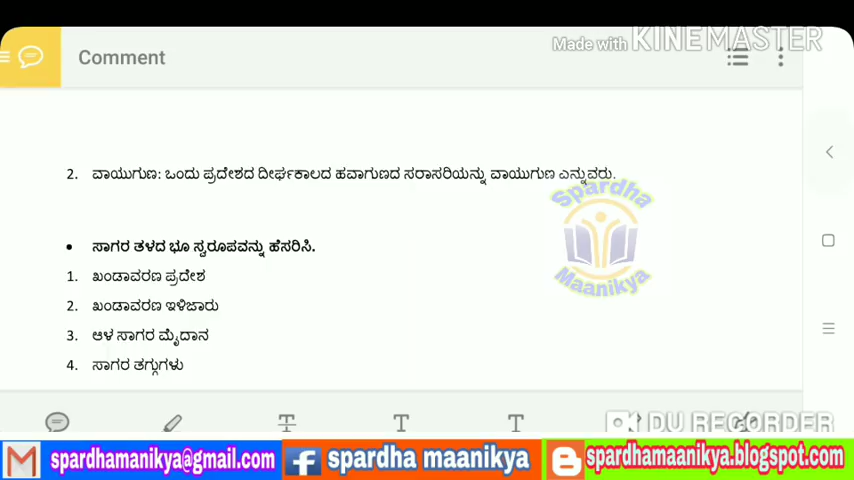 Made with KINEMASTER
Comment
2. ವಾಯುಗುಣ: ಒಂದು ಪ್ರದೇಶದ ದೀರ್ಘಕಾಲದ ಹವಾಗುಣದ ಸರಾಸರಿಯನ್ನು ವಾಯುಗುಣ ಎನ್ನುವರು.
Spardha
Maanikya
• ಸಾಗರ ತಳದ ಭೂ ಸ್ವರೂಪವನ್ನು ಹೆಸರಿಸಿ.
1. ಖಂಡಾವರಣ ಪ್ರದೇಶ
2. ಖಂಡಾವರಣ ಇಳಿಜಾರು
3. ಆಳ ಸಾಗರ ಮೈದಾನ
4. ಸಾಗರ ತಗ್ಗುಗಳು
DU RECORDER
spardhamanikya@gmail.com
spardha maanikya
spardhamaanikya.blogspot.com